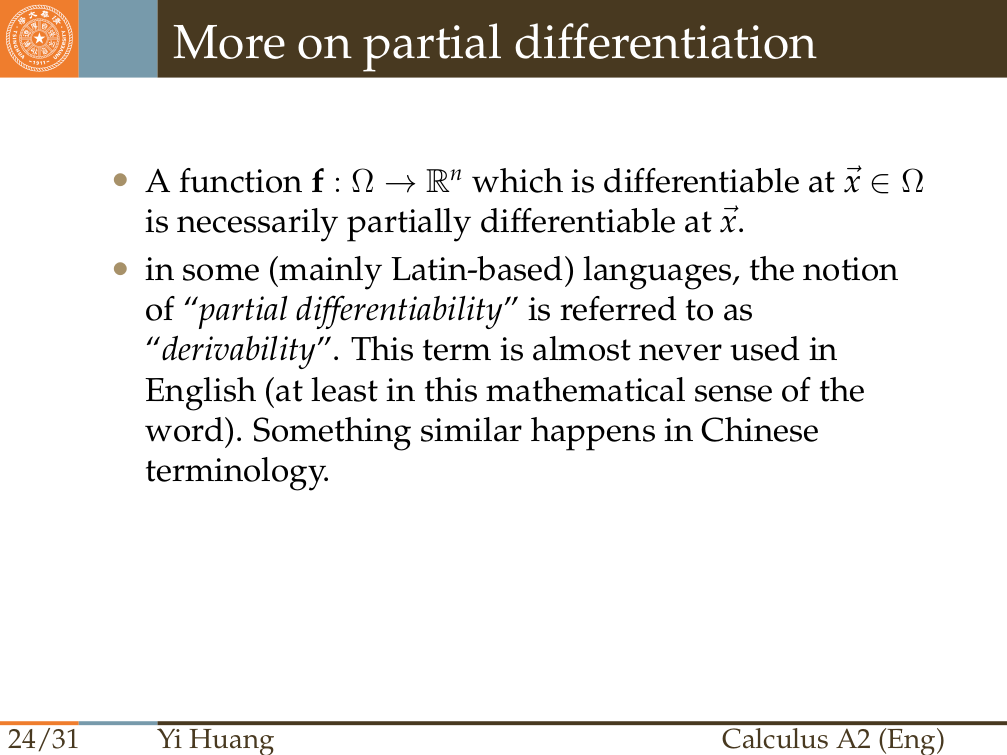 More on partial differentiation
• A function f : Ω → ℝⁿ which is differentiable at x⃗ ∈ Ω
is necessarily partially differentiable at x⃗.
• in some (mainly Latin-based) languages, the notion
of “partial differentiability” is referred to as
“derivability”. This term is almost never used in
English (at least in this mathematical sense of the
word). Something similar happens in Chinese
terminology.
24/31 Yi Huang Calculus A2 (Eng)